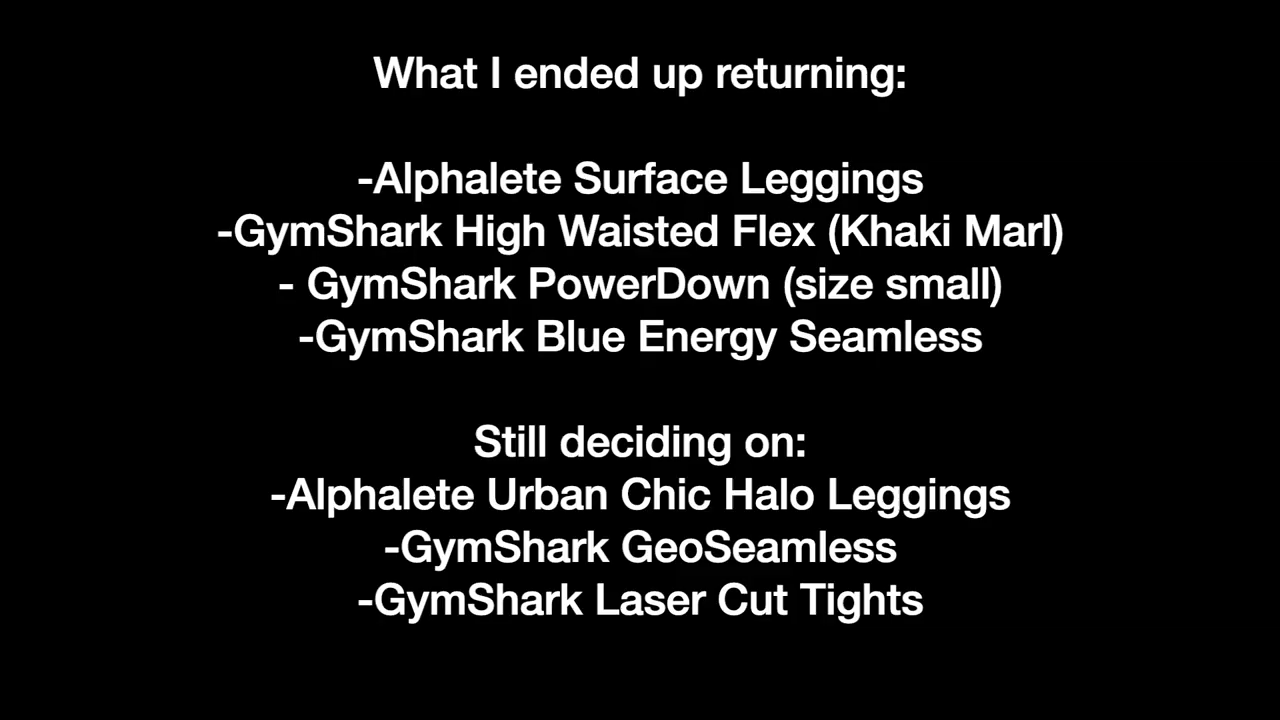 What I ended up returning:
-Alphalete Surface Leggings
-GymShark High Waisted Flex (Khaki Marl)
- GymShark PowerDown (size small)
-GymShark Blue Energy Seamless
Still deciding on:
-Alphalete Urban Chic Halo Leggings
-GymShark GeoSeamless
-GymShark Laser Cut Tights